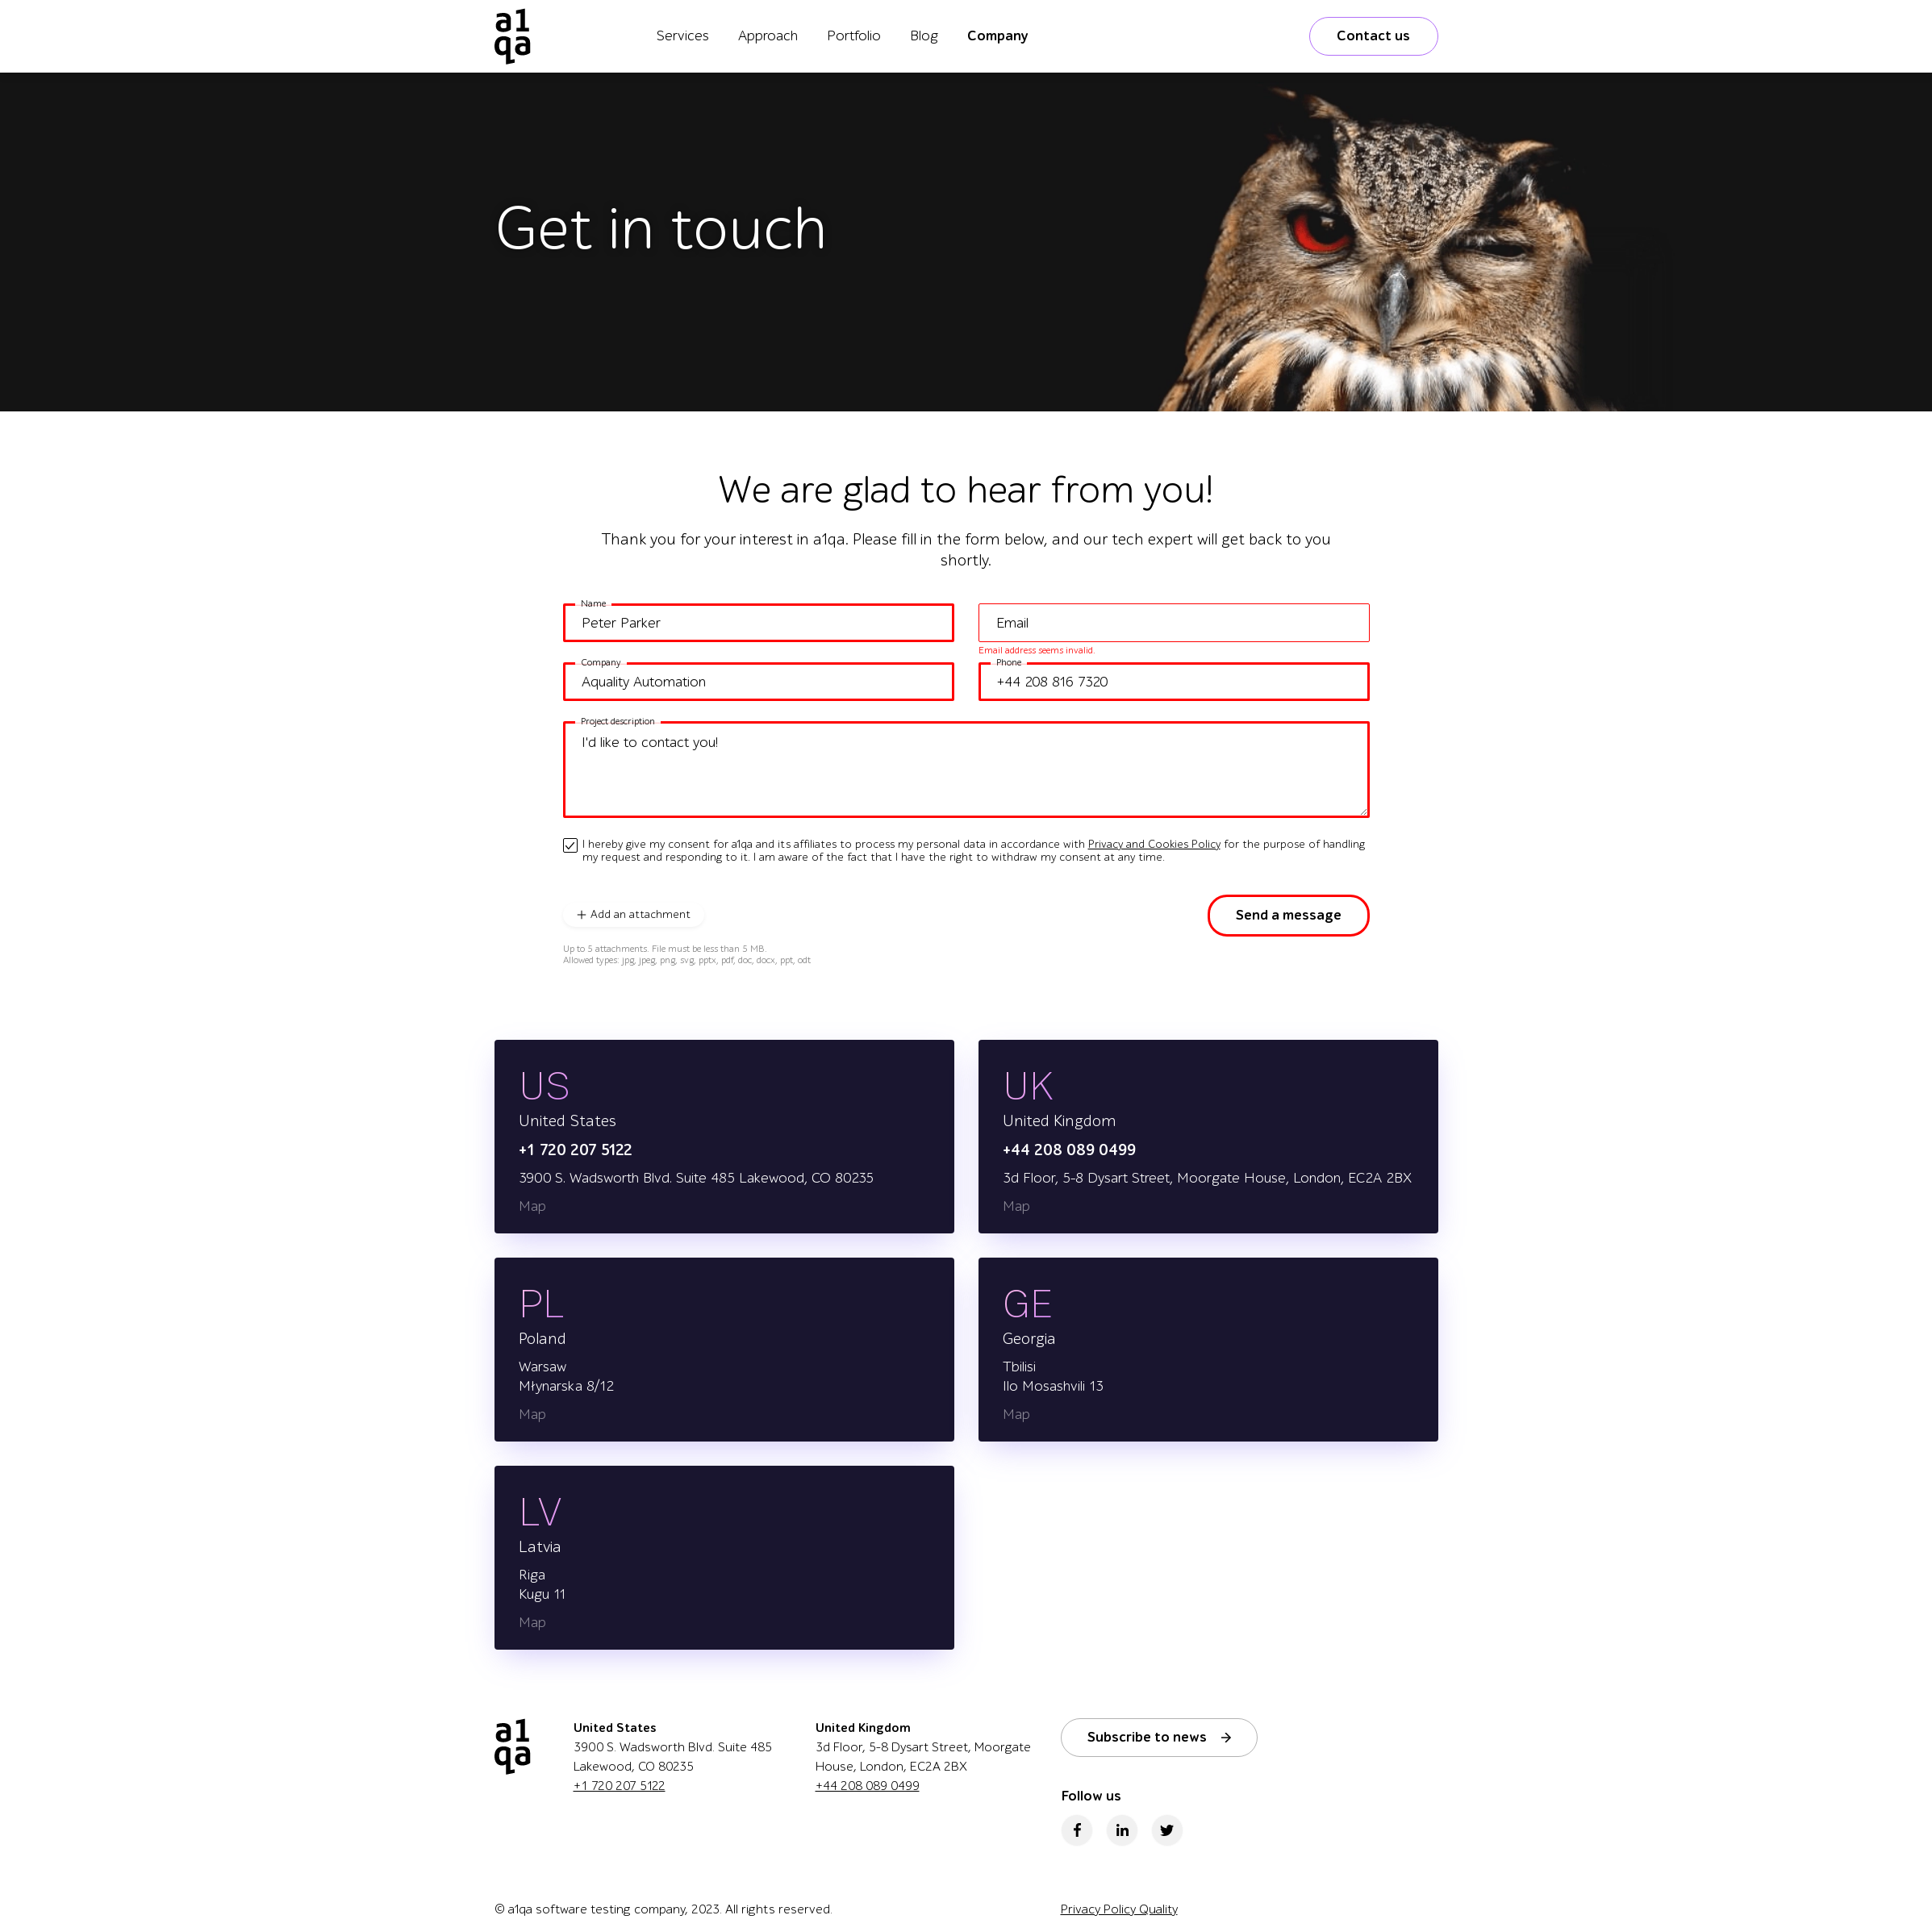 a1
qa
Services Approach Portfolio Blog Company
Contact us
Get in touch
We are glad to hear from you!
Thank you for your interest in a1qa. Please fill in the form below, and our tech expert will get back to you
shortly.
Name
Peter Parker
Email
Email address seems invalid.
Company
Aquality Automation
Phone
+44 208 816 7320
Project description
I'd like to contact you!
I hereby give my consent for a1qa and its affiliates to process my personal data in accordance with Privacy and Cookies Policy for the purpose of handling
my request and responding to it. I am aware of the fact that I have the right to withdraw my consent at any time.
+ Add an attachment
Send a message
Up to 5 attachments. File must be less than 5 MB.
Allowed types: jpg, jpeg, png, svg, pptx, pdf, doc, docx, ppt, odt
US
United States
+1 720 207 5122
3900 S. Wadsworth Blvd. Suite 485 Lakewood, CO 80235
Map
UK
United Kingdom
+44 208 089 0499
3d Floor, 5-8 Dysart Street, Moorgate House, London, EC2A 2BX
Map
PL
Poland
Warsaw
Młynarska 8/12
Map
GE
Georgia
Tbilisi
Ilo Mosashvili 13
Map
LV
Latvia
Riga
Kugu 11
Map
a1
qa
United States
3900 S. Wadsworth Blvd. Suite 485
Lakewood, CO 80235
+1 720 207 5122
United Kingdom
3d Floor, 5-8 Dysart Street, Moorgate
House, London, EC2A 2BX
+44 208 089 0499
Subscribe to news
Follow us
© a1qa software testing company, 2023. All rights reserved.
Privacy Policy Quality